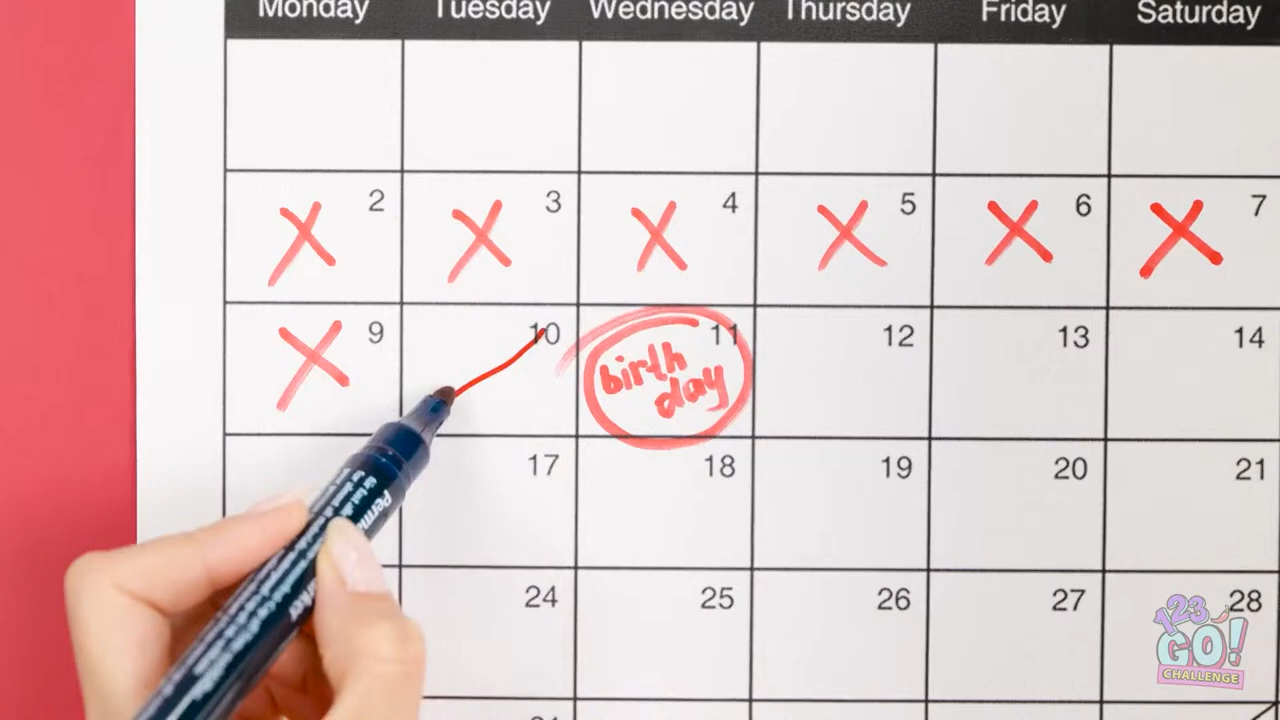 Monday Tuesday Wednesday Thursday Friday Saturday
2 3 4 5 6 7
9 10 11 12 13 14
birth
day
17 18 19 20 21
24 25 26 27 28
123
GO!
CHALLENGE